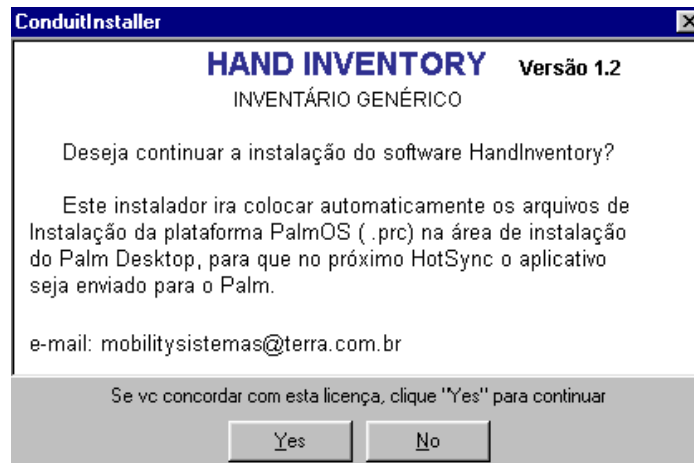 ConduitInstaller
HAND INVENTORY Versão 1.2
INVENTÁRIO GENÉRICO
Deseja continuar a instalação do software HandInventory?
Este instalador ira colocar automaticamente os arquivos de
Instalação da plataforma PalmOS ( .prc) na área de instalação
do Palm Desktop, para que no próximo HotSync o aplicativo
seja enviado para o Palm.
e-mail: mobilitysistemas@terra.com.br
Se vc concordar com esta licença, clique "Yes" para continuar
Yes No